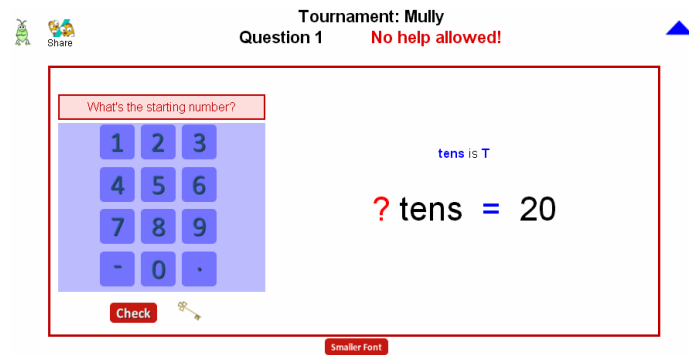 Tournament: Mully
Share
Question 1 No help allowed!
What's the starting number?
1 2 3
4 5 6
7 8 9
- 0 .
Check
tens is T
? tens = 20
Smaller Font